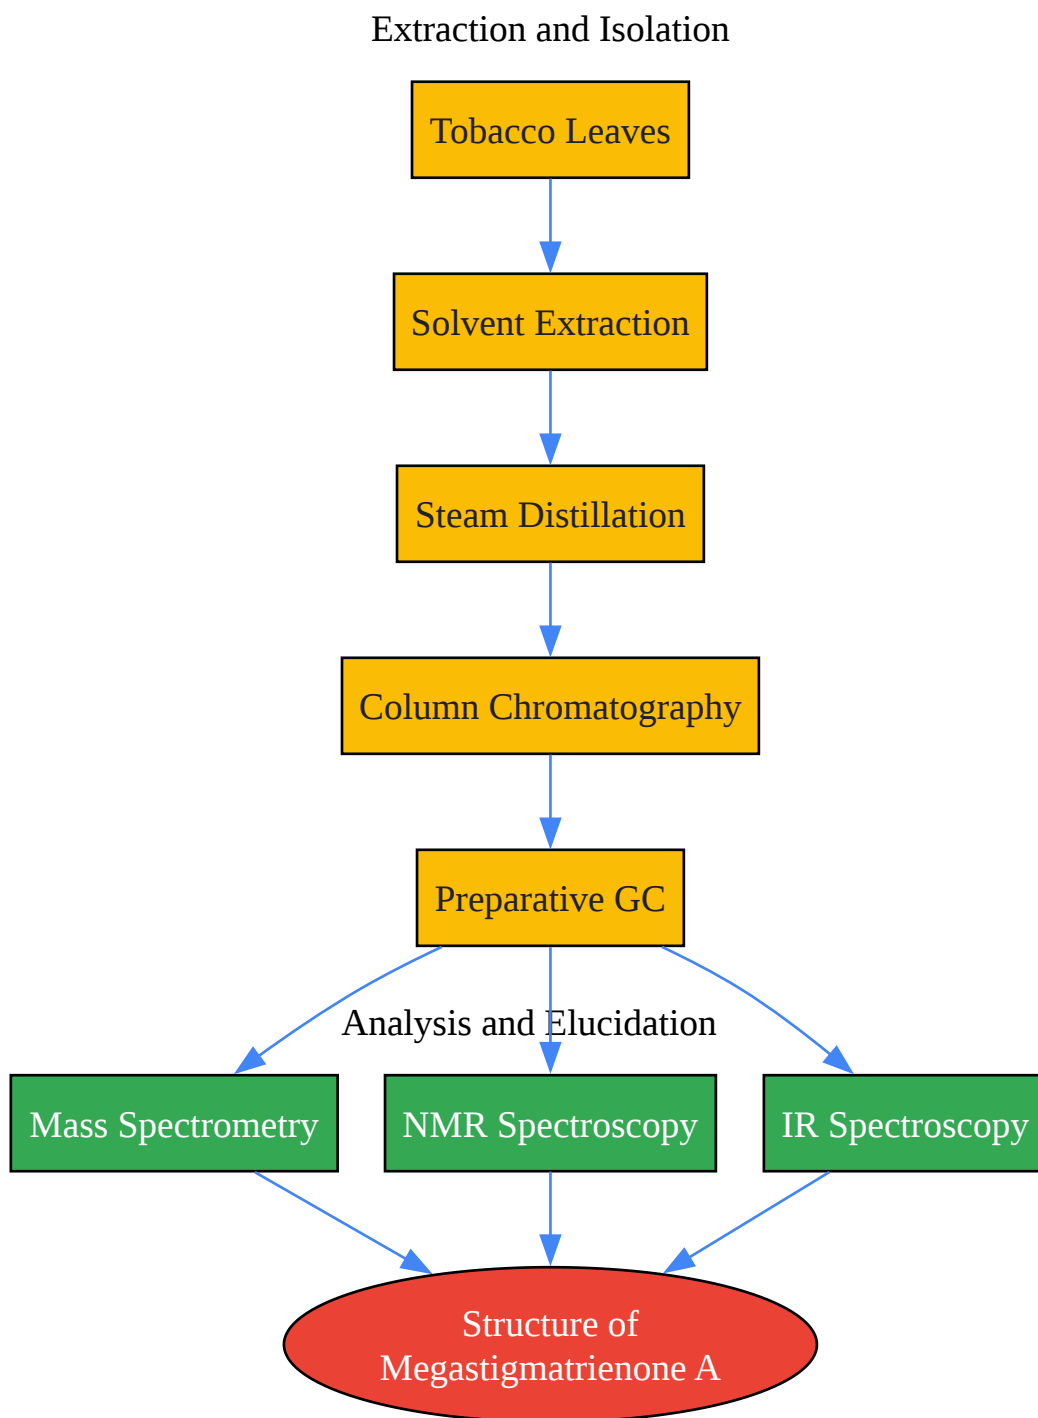 Extraction and Isolation
Tobacco Leaves
Solvent Extraction
Steam Distillation
Column Chromatography
Preparative GC
Analysis and Elucidation
Mass Spectrometry
NMR Spectroscopy
IR Spectroscopy
Structure of
Megastigmatrienone A